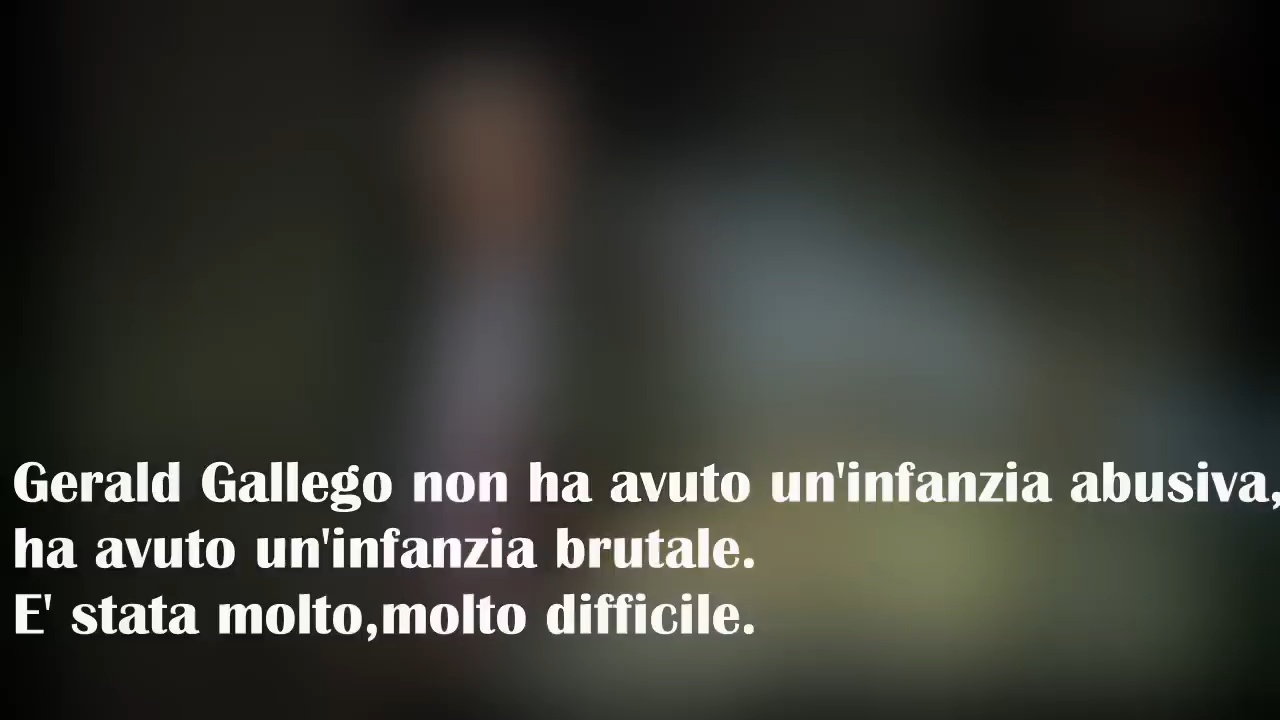 Gerald Gallego non ha avuto un'infanzia abusiva,
ha avuto un'infanzia brutale.
E' stata molto,molto difficile.